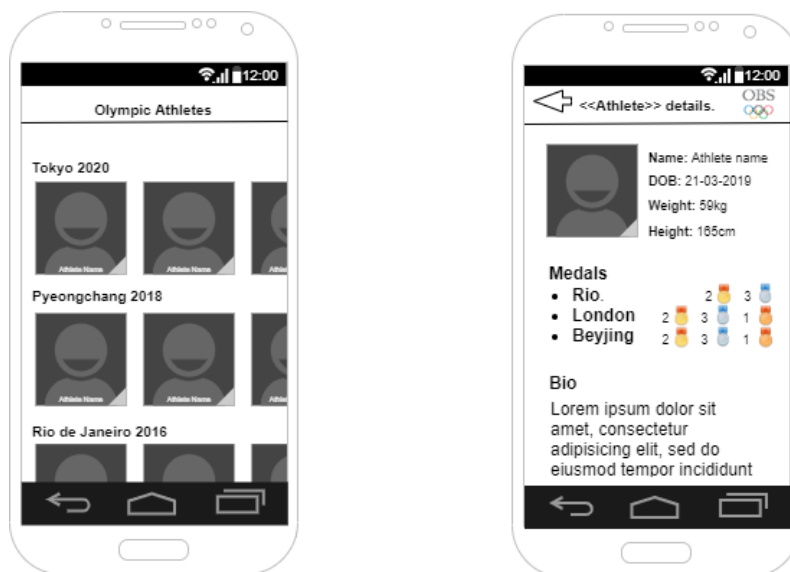 12:00
Olympic Athletes
Tokyo 2020
Athlete Name Athlete Name Athle
Pyeongchang 2018
Athlete Name Athlete Name Athle
Rio de Janeiro 2016
12:00
<<Athlete>> details.
OBS
Name: Athlete name
DOB: 21-03-2019
Weight: 59kg
Height: 165cm
Medals
• Rio. 2 3
• London 2 3 1
• Beyjing 2 3 1
Bio
Lorem ipsum dolor sit
amet, consectetur
adipisicing elit, sed do
eiusmod tempor incididunt